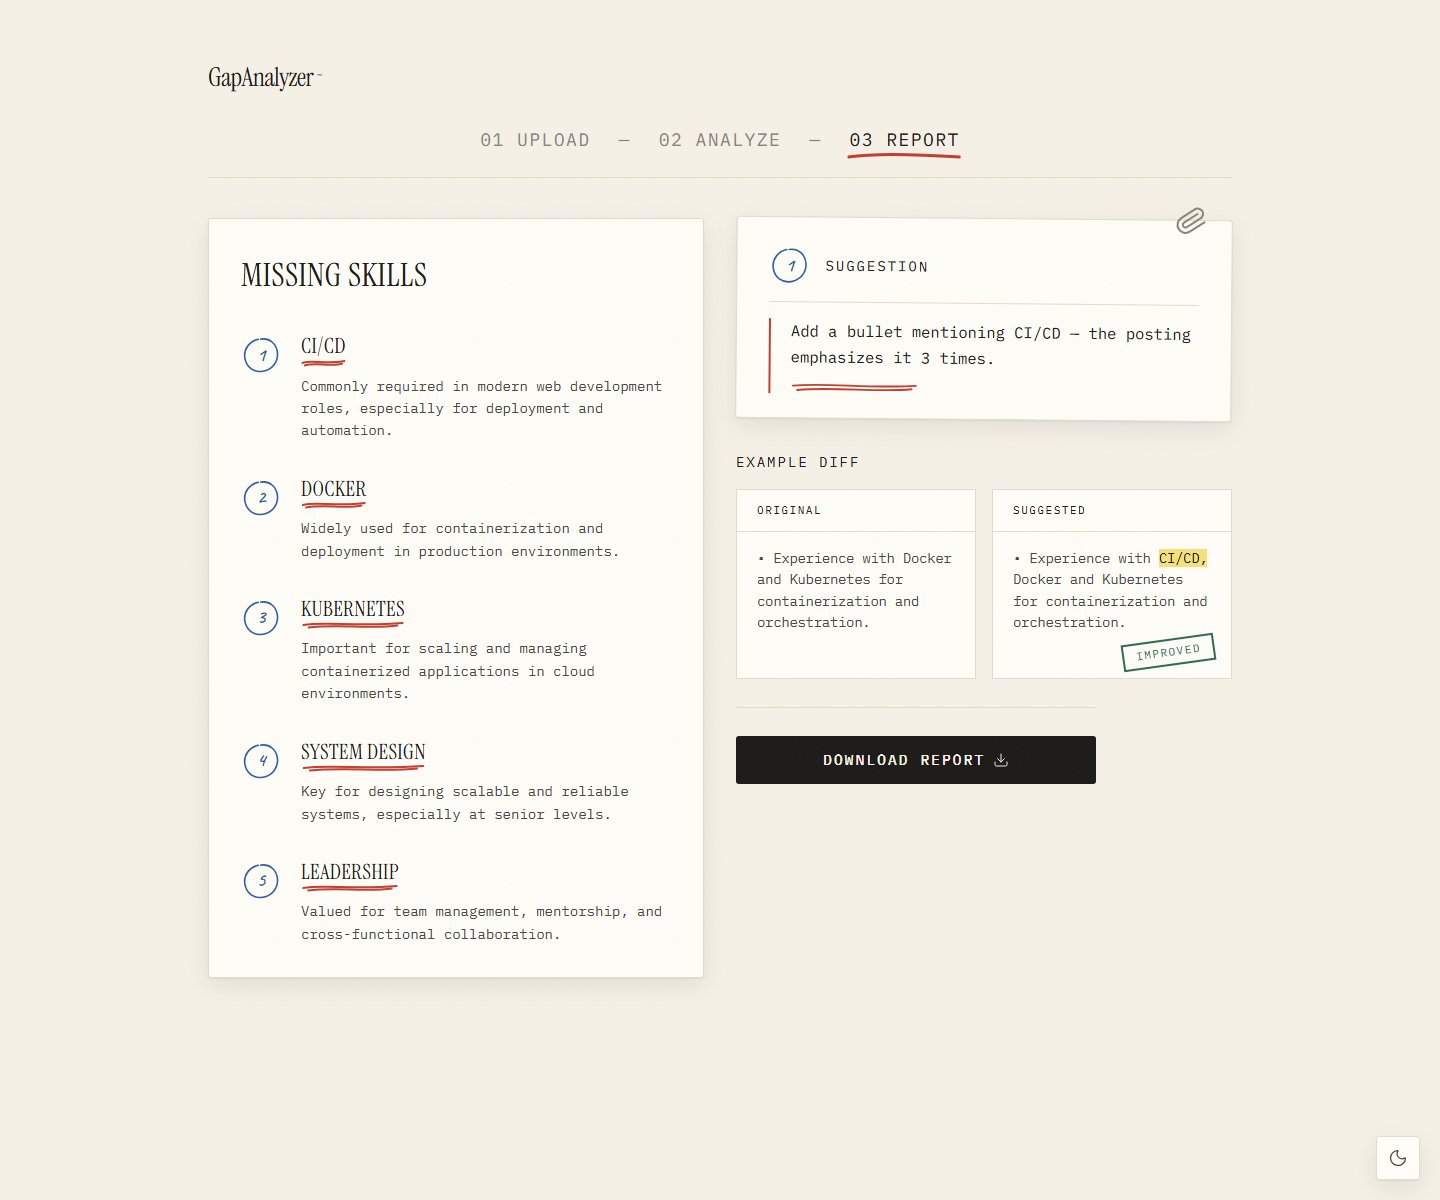 GapAnalyzer™
01 UPLOAD — 02 ANALYZE — 03 REPORT
MISSING SKILLS
1 CI/CD
Commonly required in modern web development
roles, especially for deployment and
automation.
2 DOCKER
Widely used for containerization and
deployment in production environments.
3 KUBERNETES
Important for scaling and managing
containerized applications in cloud
environments.
4 SYSTEM DESIGN
Key for designing scalable and reliable
systems, especially at senior levels.
5 LEADERSHIP
Valued for team management, mentorship, and
cross-functional collaboration.
1 SUGGESTION
Add a bullet mentioning CI/CD — the posting
emphasizes it 3 times.
EXAMPLE DIFF
ORIGINAL
• Experience with Docker
and Kubernetes for
containerization and
orchestration.
SUGGESTED
• Experience with CI/CD,
Docker and Kubernetes
for containerization and
orchestration.
IMPROVED
DOWNLOAD REPORT